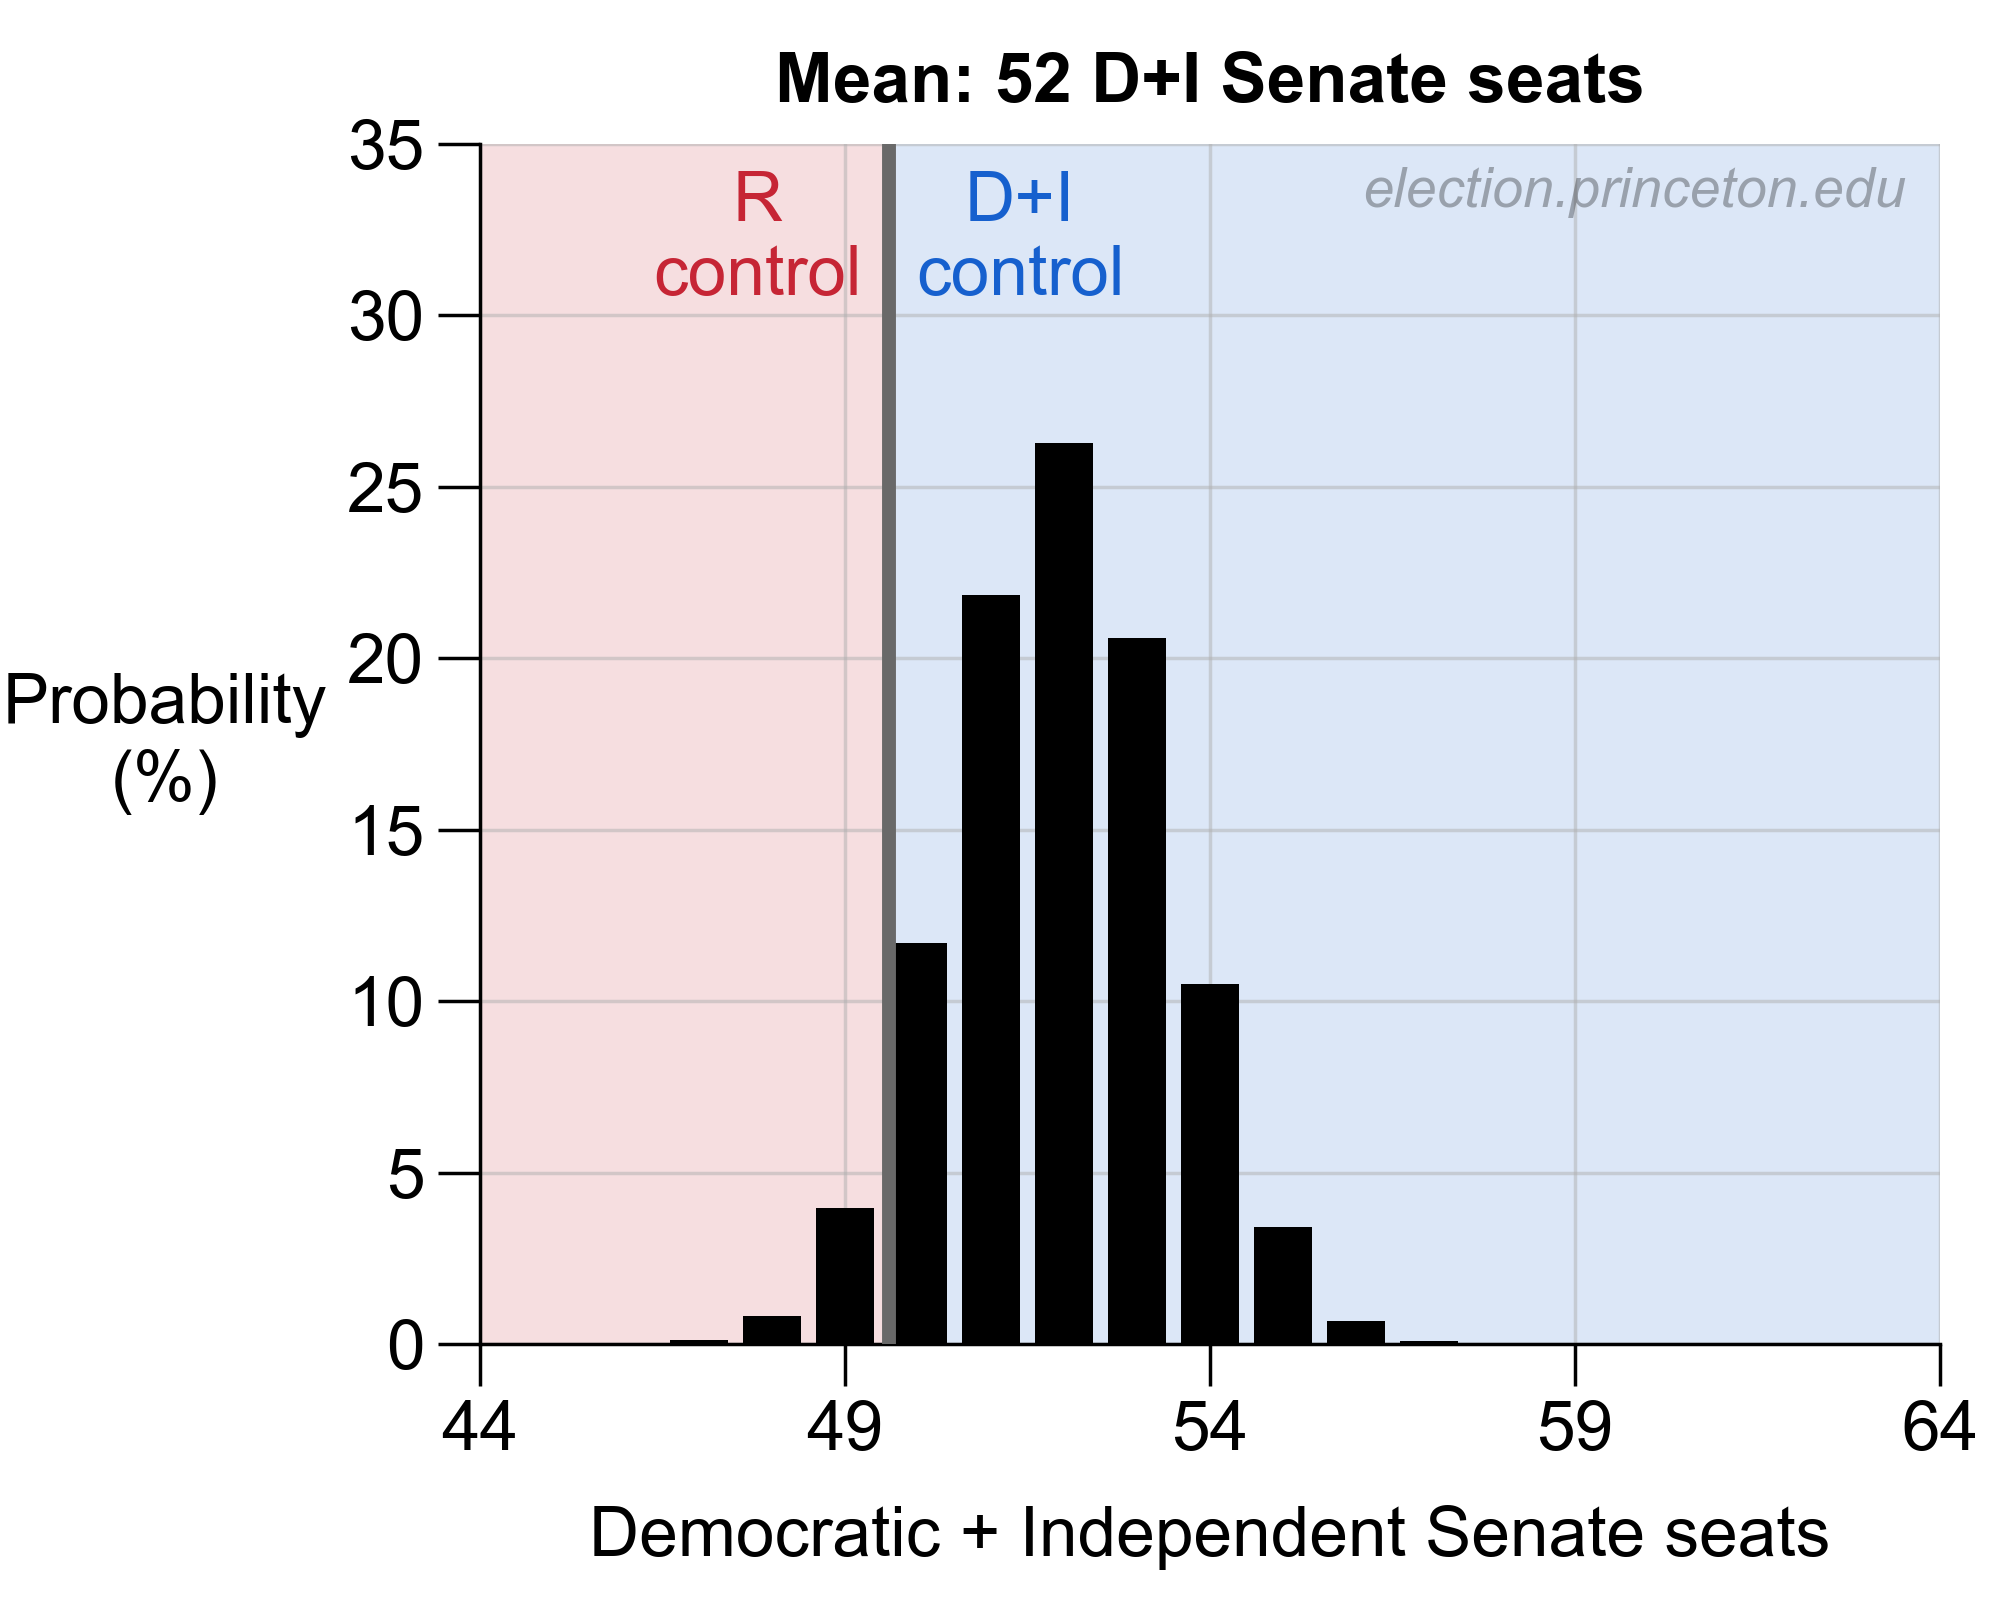 Mean: 52 D+I Senate seats
35
R
control
D+I
control
election.princeton.edu
30
25
20
Probability
(%)
15
10
5
0
44
49
54
59
64
Democratic + Independent Senate seats